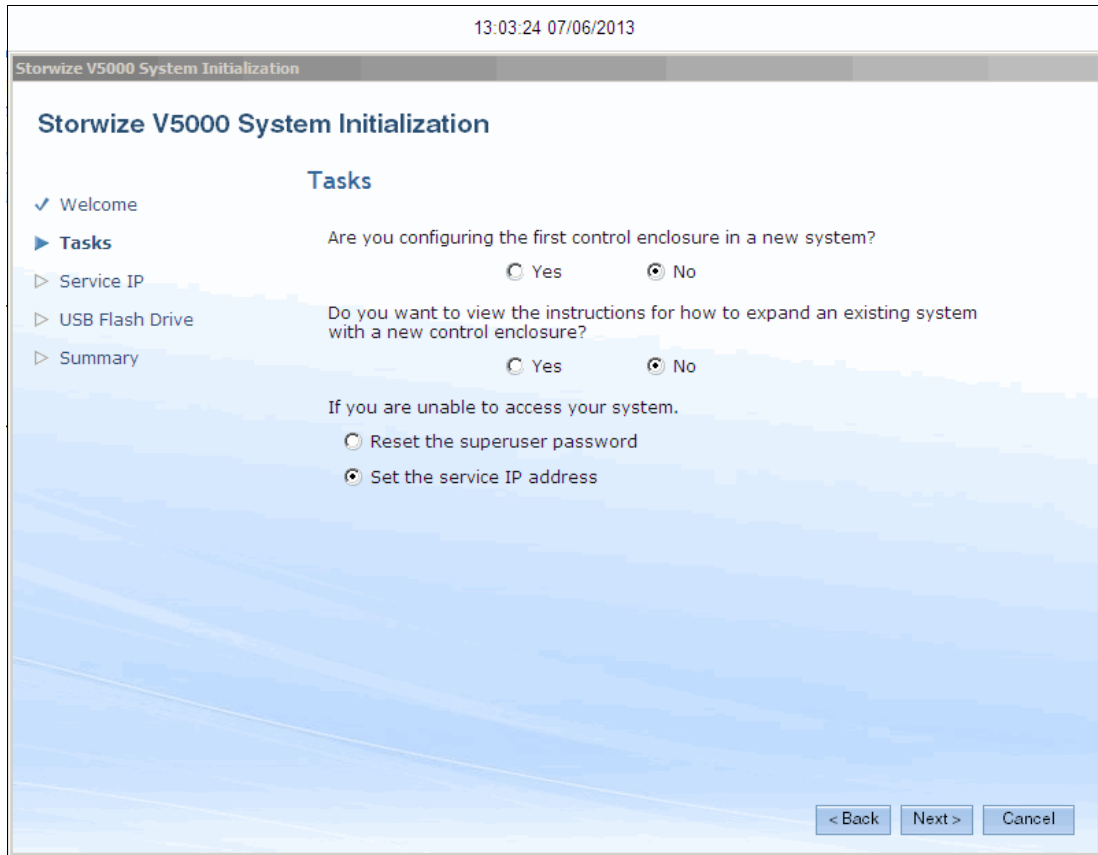 13:03:24 07/06/2013
Storwize V5000 System Initialization
Storwize V5000 System Initialization
Tasks
Welcome
Tasks
Service IP
USB Flash Drive
Summary
Are you configuring the first control enclosure in a new system?
Yes No
Do you want to view the instructions for how to expand an existing system
with a new control enclosure?
Yes No
If you are unable to access your system.
Reset the superuser password
Set the service IP address
< Back Next > Cancel